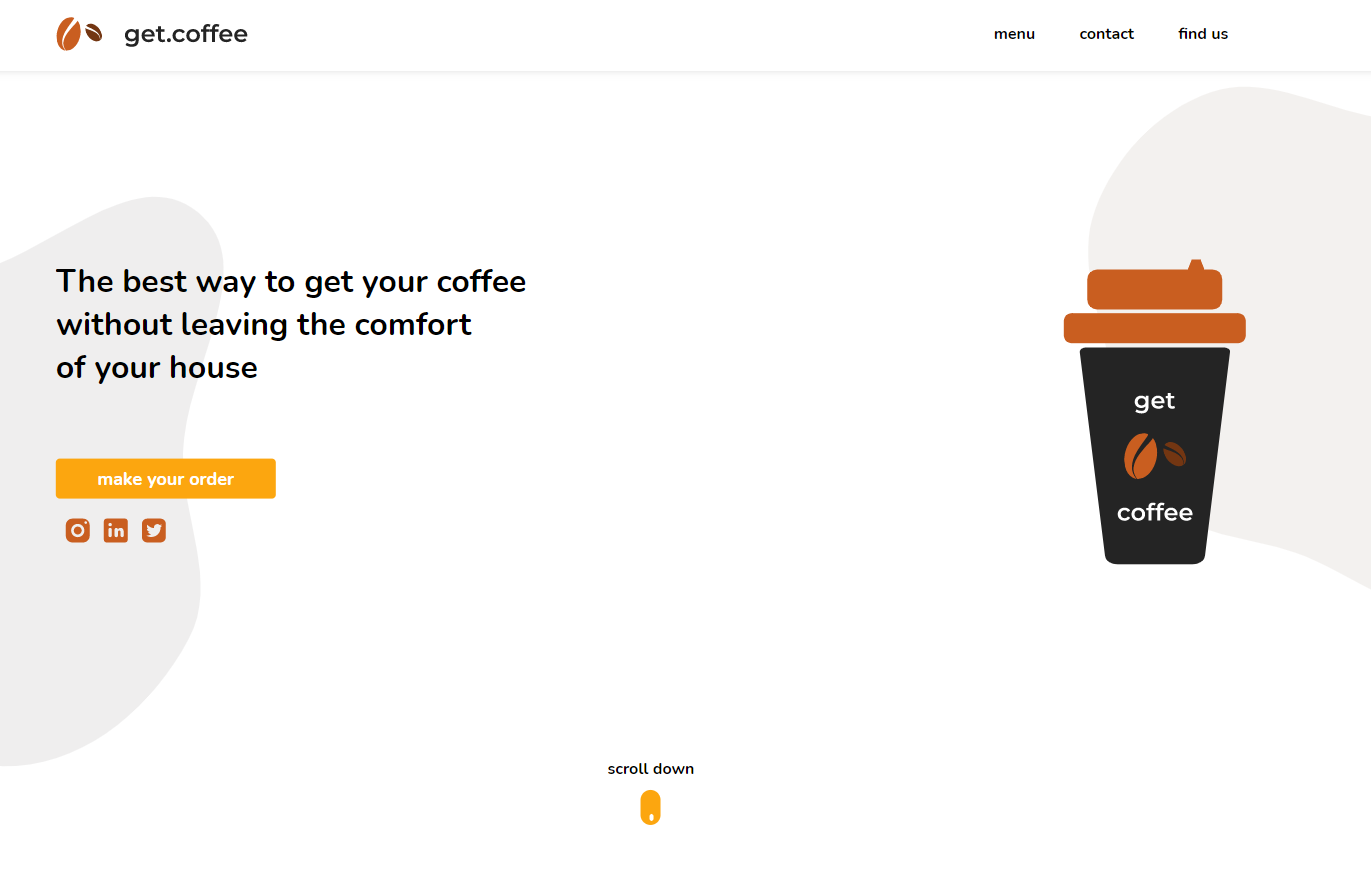 get.coffee
menu
contact
find us
The best way to get your coffee
without leaving the comfort
of your house
make your order
in
get
coffee
scroll down